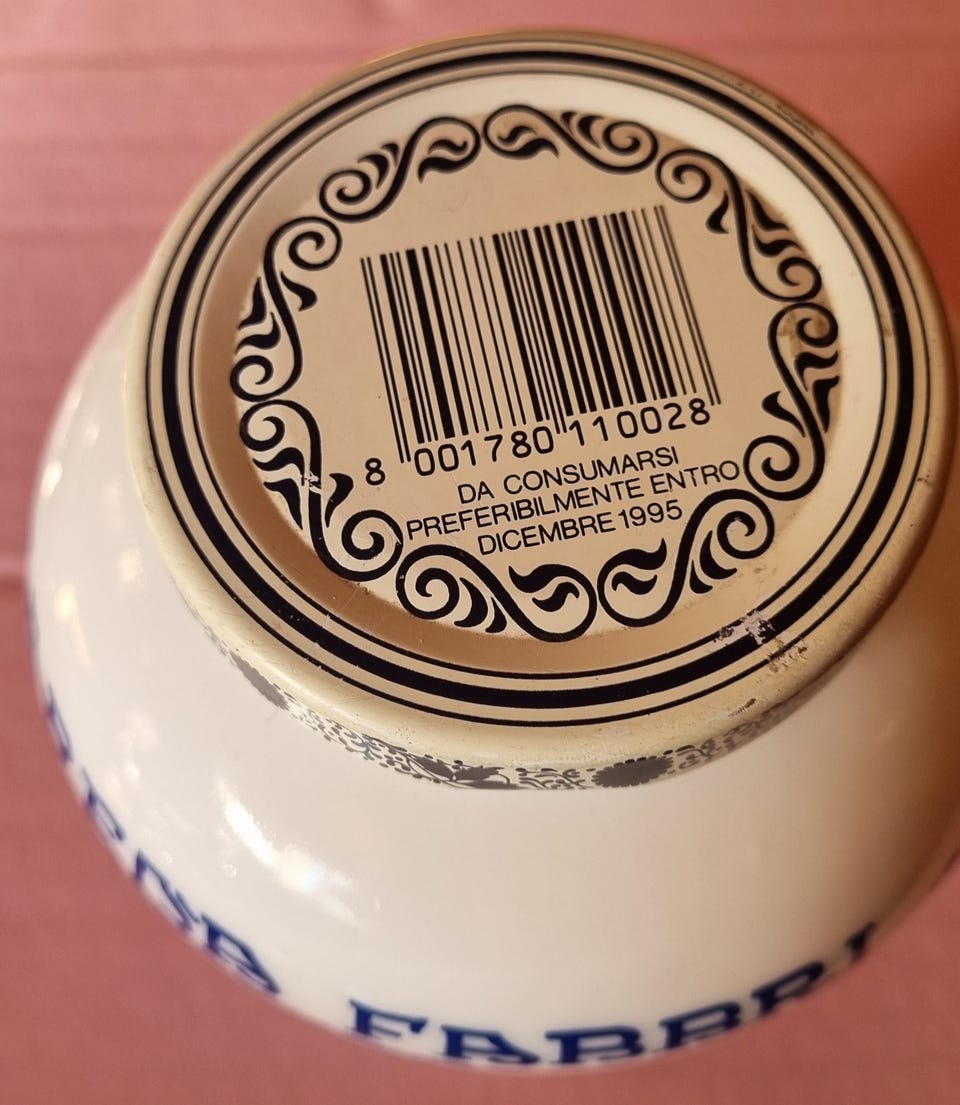 8 001780 110028
DA CONSUMARSI
PREFERIBILMENTE ENTRO
DICEMBRE 1995
FABBRI